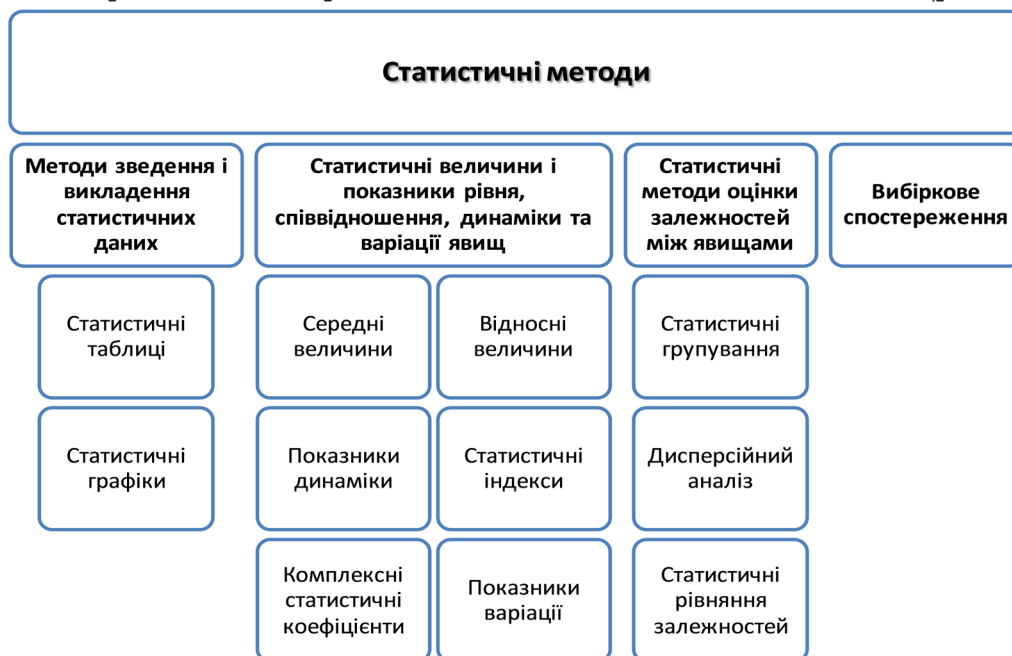 Статистичні методи
Методи зведення і
викладення
статистичних
даних
Статистичні величини і
показники рівня,
співвідношення, динаміки та
варіації явищ
Статистичні
методи оцінки
залежностей
між явищами
Вибіркове
спостереження
Статистичні
таблиці
Середні
величини
Відносні
величини
Статистичні
групування
Статистичні
графіки
Показники
динаміки
Статистичні
індекси
Дисперсійний
аналіз
Комплексні
статистичні
коефіцієнти
Показники
варіації
Статистичні
рівняння
залежностей